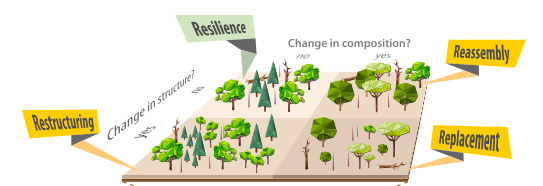 Resilience
Change in composition?
no
yes
Reassembly
Change in structure?
no
yes
Restructuring
Replacement